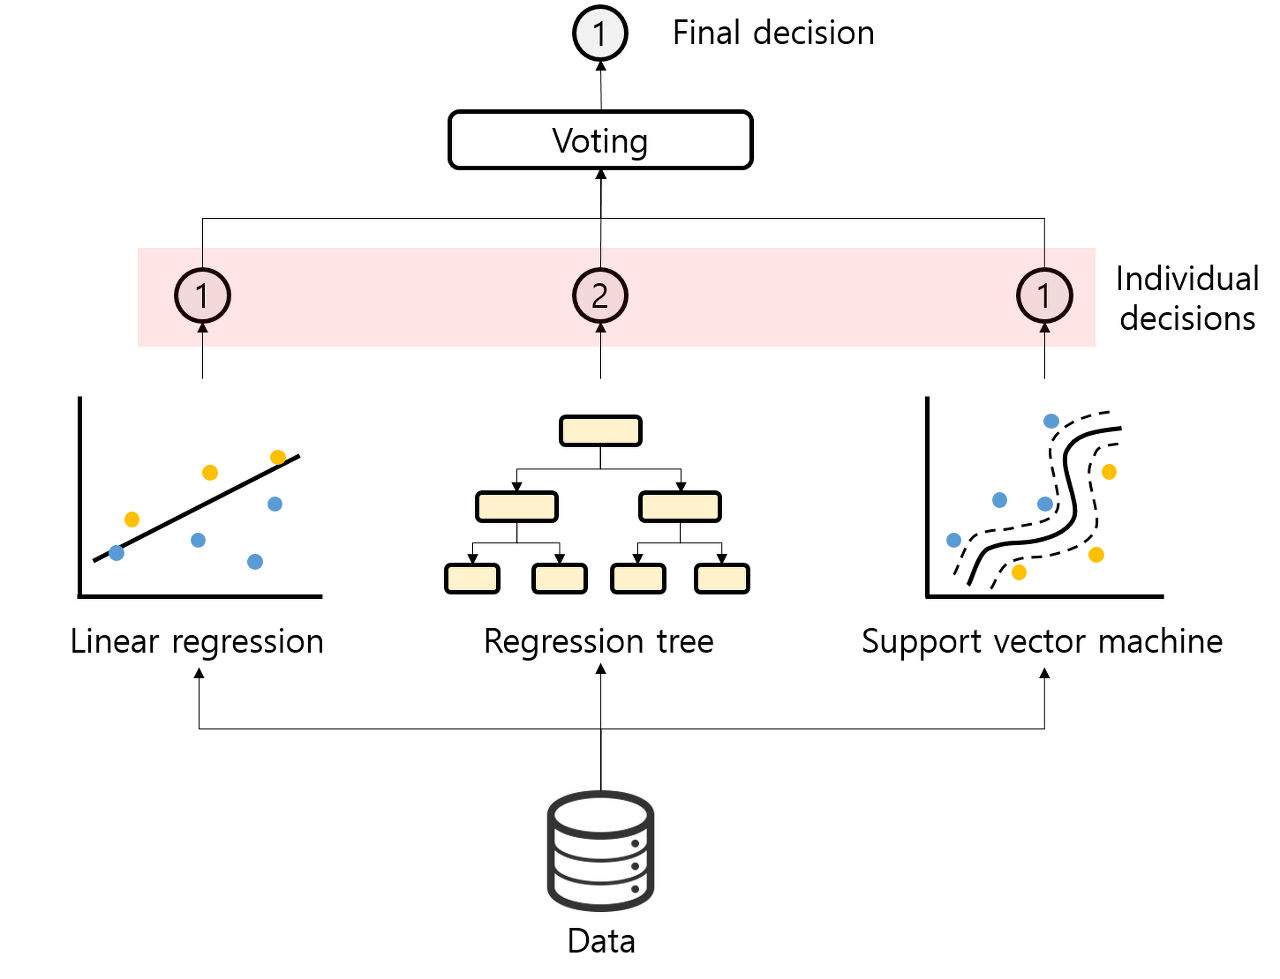 1
Final decision
Voting
1
2
1
Individual
decisions
Linear regression
Regression tree
Support vector machine
Data